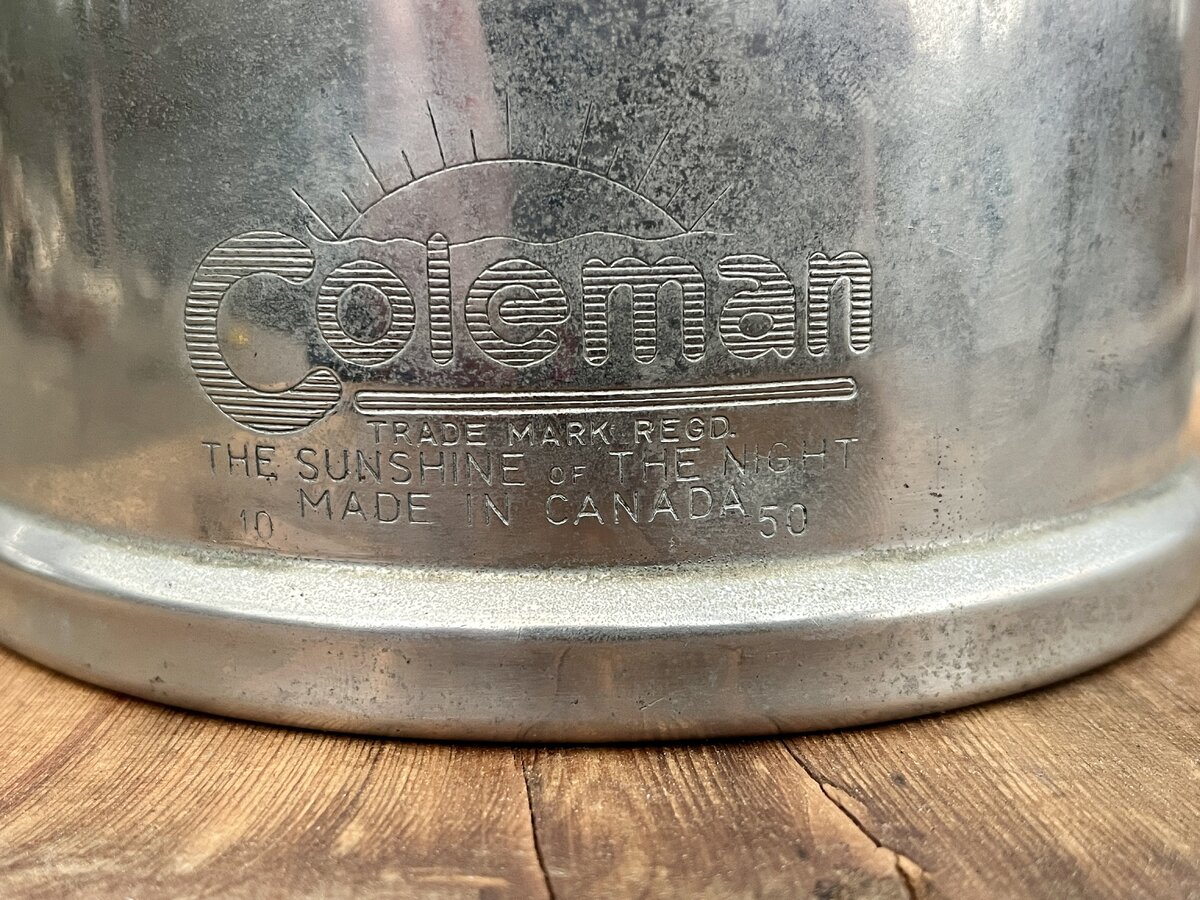 Coleman
TRADE MARK REGD.
THE SUNSHINE OF THE NIGHT
MADE IN CANADA
10 50